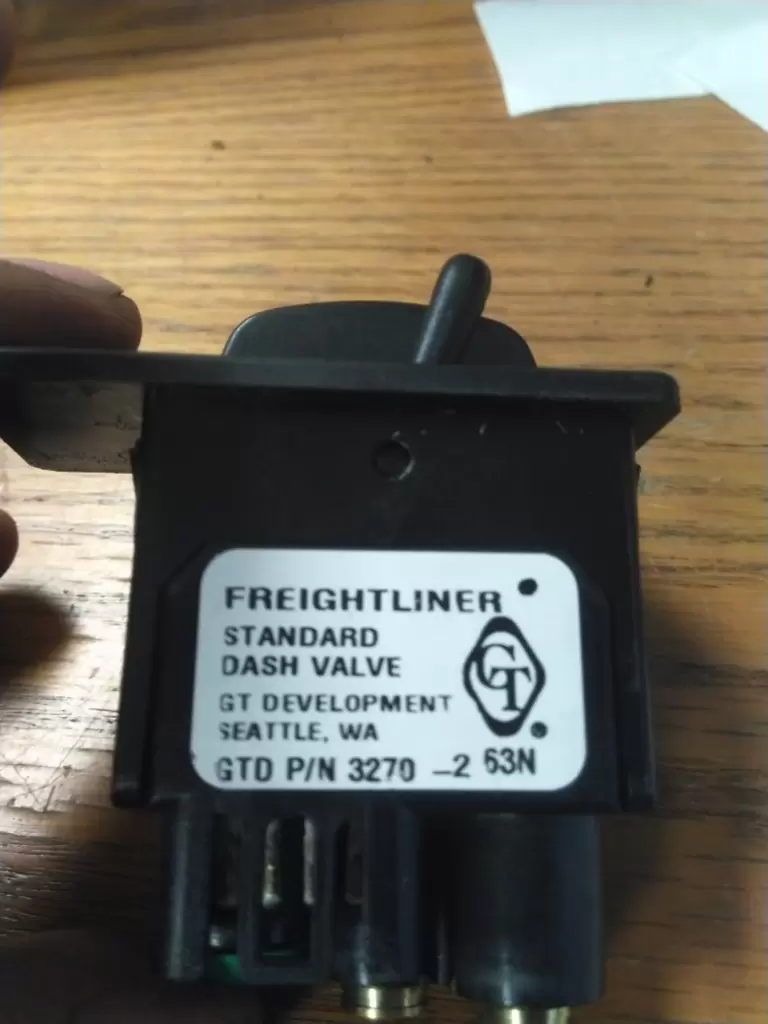 FREIGHTLINER
STANDARD
DASH VALVE
GT DEVELOPMENT
SEATTLE, WA
GTD P/N 3270 -2 63N
GT